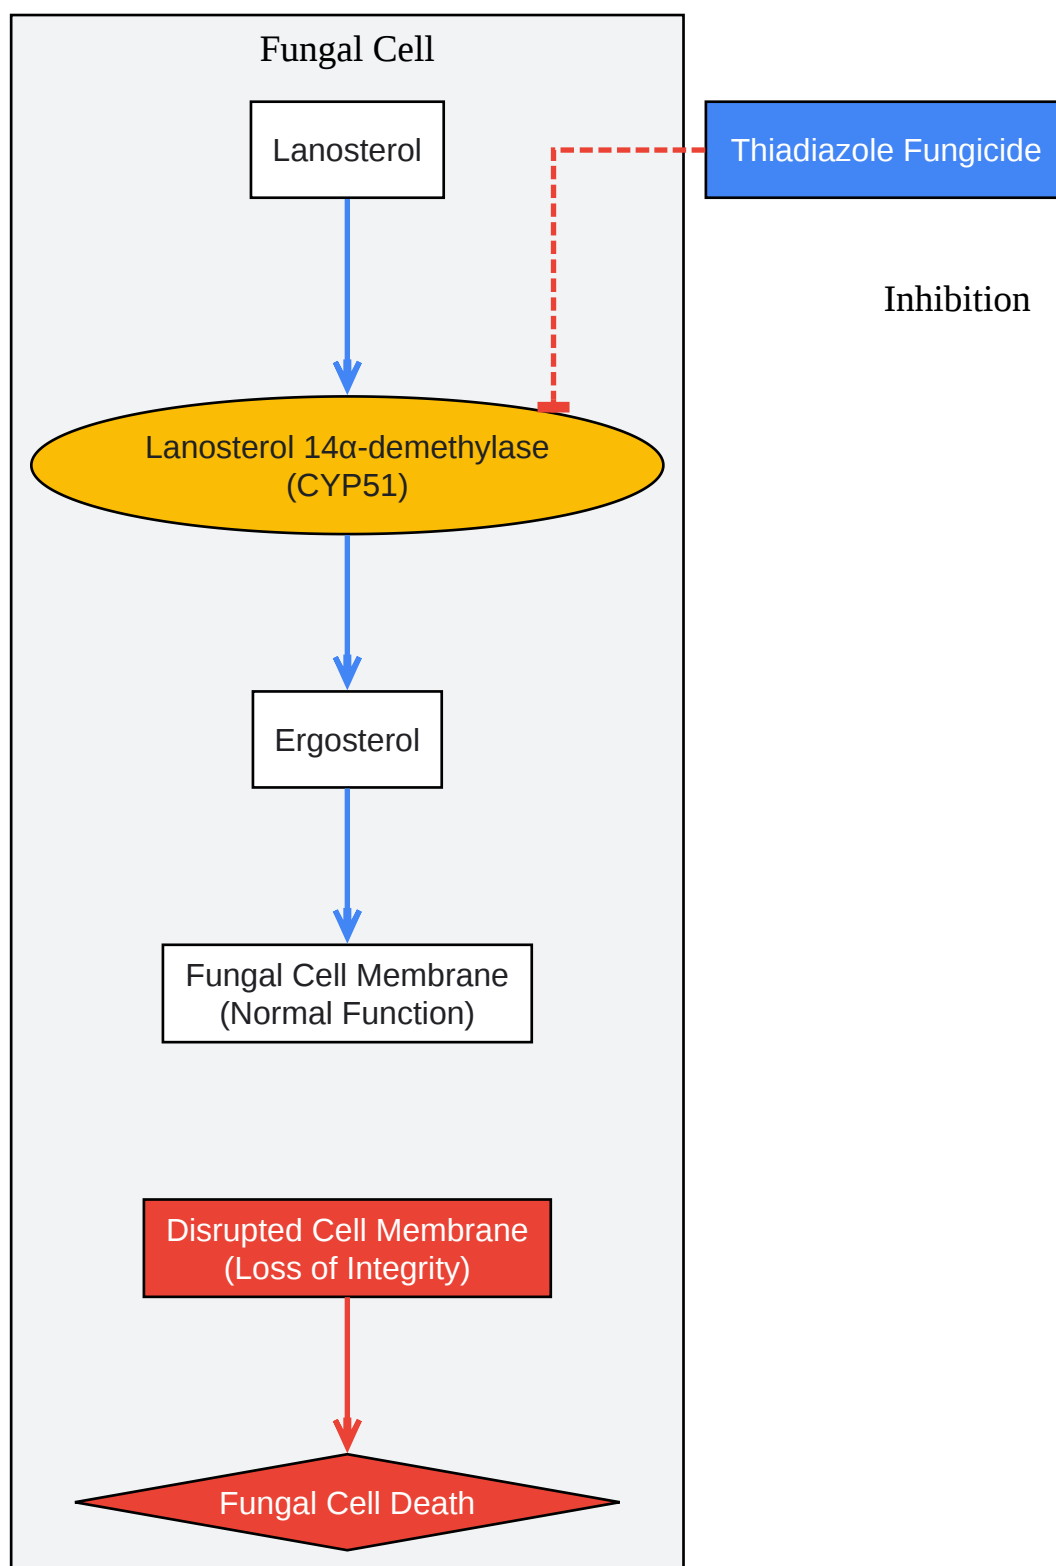 Fungal Cell
Lanosterol
Thiadiazole Fungicide
Inhibition
Lanosterol 14α-demethylase
(CYP51)
Ergosterol
Fungal Cell Membrane
(Normal Function)
Disrupted Cell Membrane
(Loss of Integrity)
Fungal Cell Death